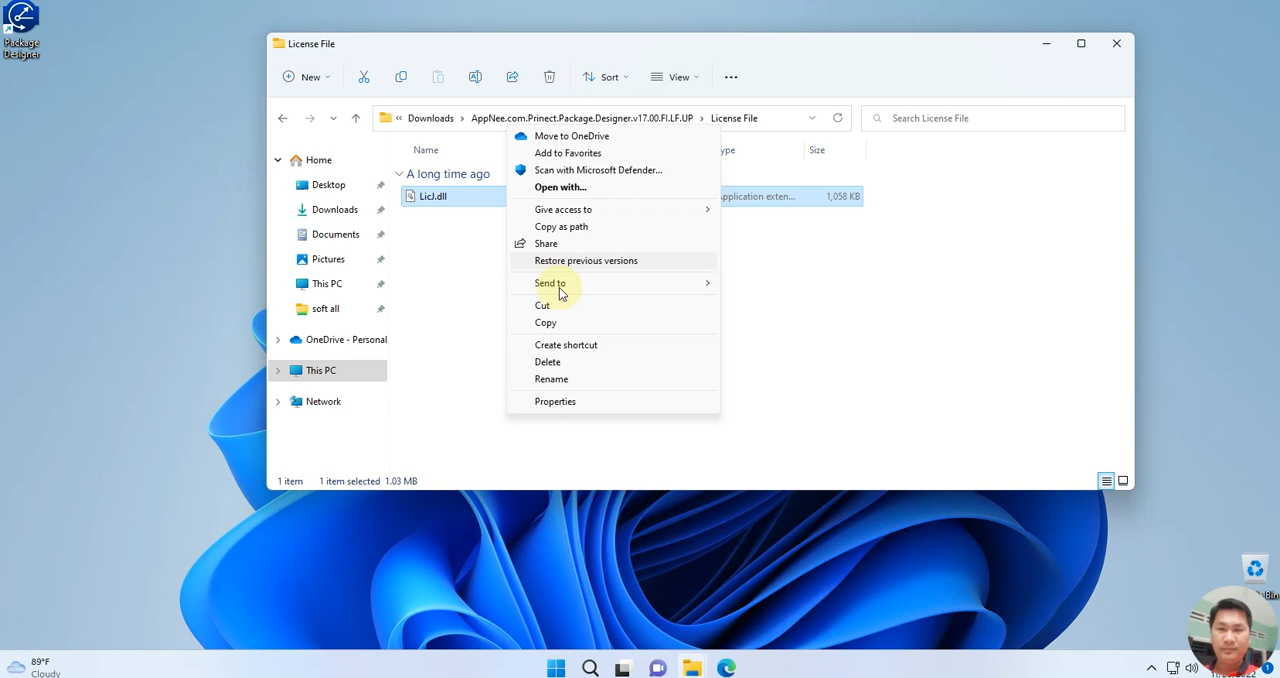 Package
Designer
License File
New
Sort
View
« Downloads › AppNee.com.Prinect.Package.Designer.v17.00.FI.LF.UP › License File
Search License File
Name
Size
Home
Desktop
Downloads
Documents
Pictures
This PC
soft all
OneDrive - Personal
This PC
Network
A long time ago
LicJ.dll
1,058 KB
Move to OneDrive
Add to Favorites
Scan with Microsoft Defender...
Open with...
Give access to
Copy as path
Share
Restore previous versions
Send to
Cut
Copy
Create shortcut
Delete
Rename
Properties
1 item
1 item selected
1.03 MB
89°F
Cloudy
1